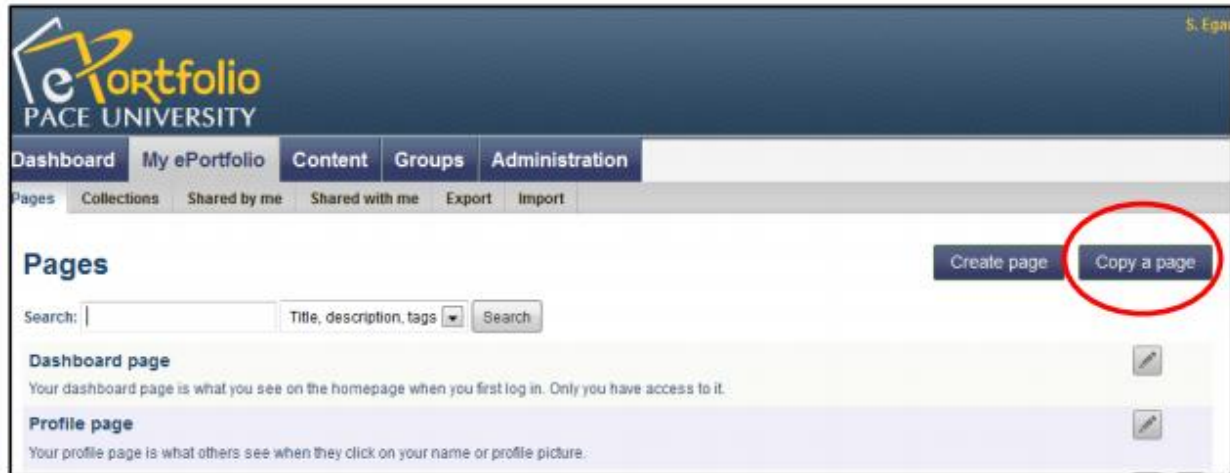 S. Egan
ePortfolio
PACE UNIVERSITY
Dashboard My ePortfolio Content Groups Administration
Pages Collections Shared by me Shared with me Export Import
Pages Create page Copy a page
Search: Title, description, tags Search
Dashboard page
Your dashboard page is what you see on the homepage when you first log in. Only you have access to it.
Profile page
Your profile page is what others see when they click on your name or profile picture.